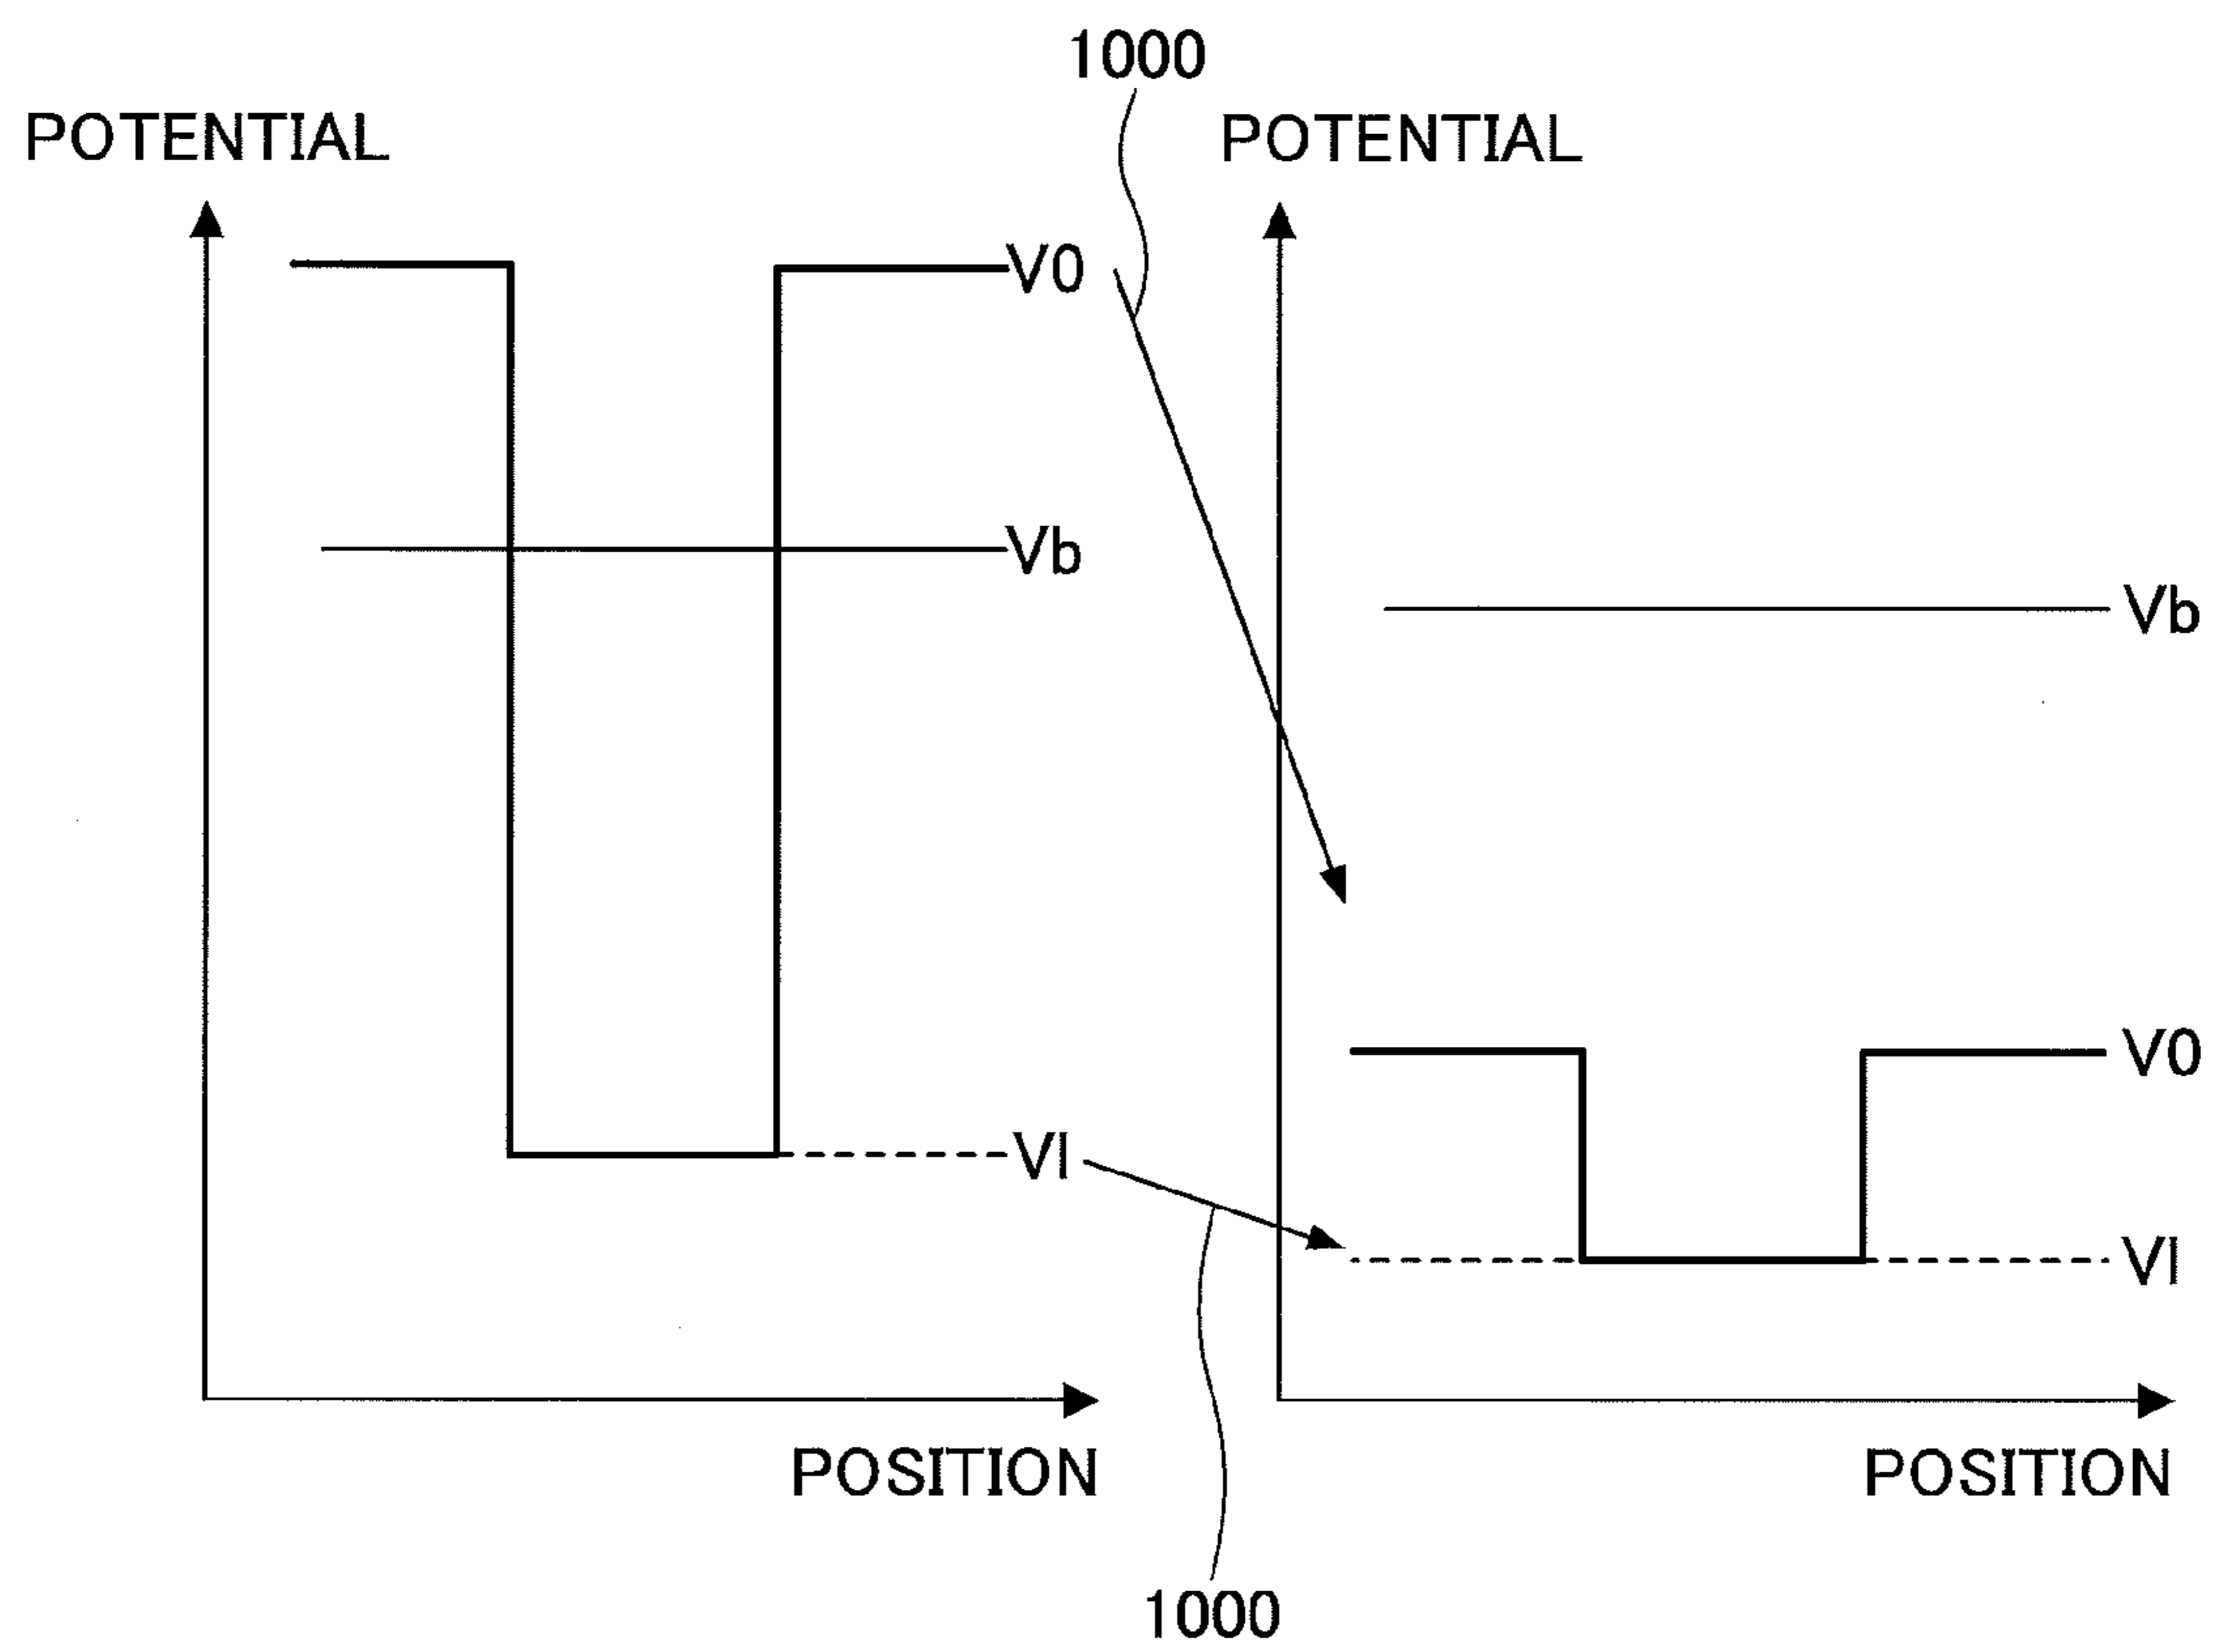 1000
POTENTIAL
POTENTIAL
V0
Vb
Vb
V0
Vl
Vl
POSITION
POSITION
1000